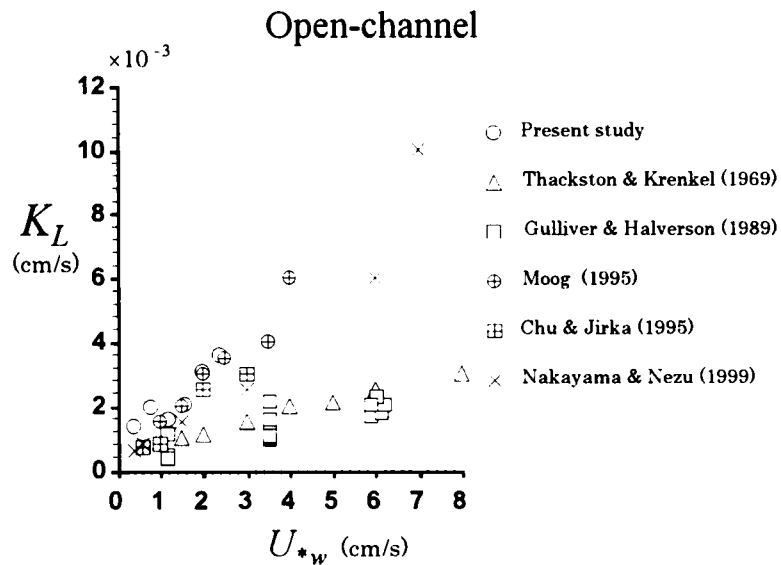 Open-channel
×10 -3
12
10
8
6
4
2
0
K_L
(cm/s)
0 1 2 3 4 5 6 7 8
U_*w (cm/s)
Present study
Thackston & Krenkel (1969)
Gulliver & Halverson (1989)
Moog (1995)
Chu & Jirka (1995)
Nakayama & Nezu (1999)